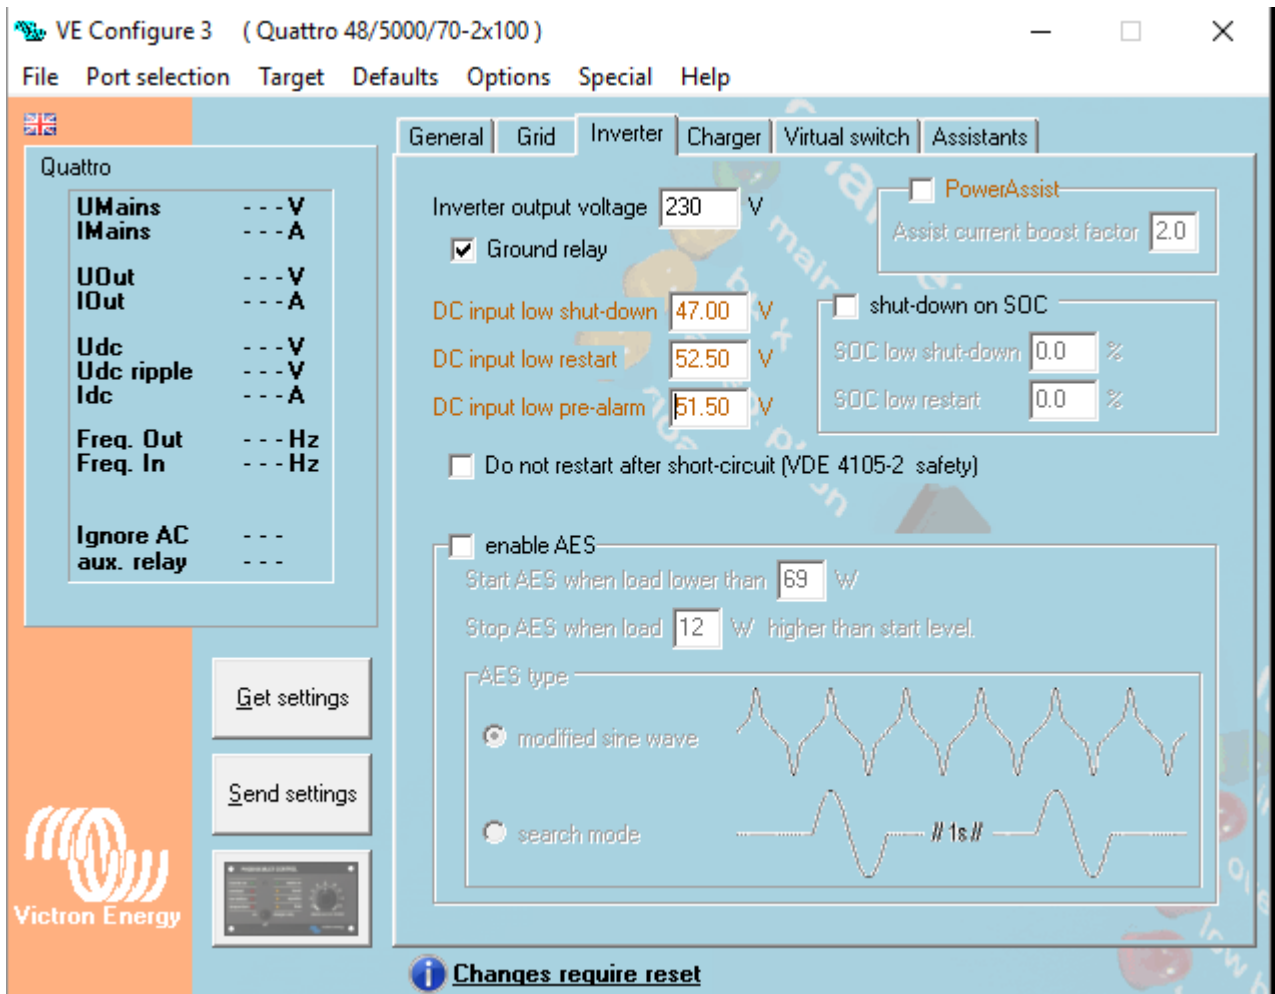 VE Configure 3 ( Quattro 48/5000/70-2x100 )
File Port selection Target Defaults Options Special Help
General Grid Inverter Charger Virtual switch Assistants
Quattro
UMains - - - V
IMains - - - A
UOut - - - V
IOut - - - A
Udc - - - V
Udc ripple - - - V
Idc - - - A
Freq. Out - - - Hz
Freq. In - - - Hz
Ignore AC - - -
aux. relay - - -
Get settings
Send settings
Victron Energy
Inverter output voltage 230 V
Ground relay
PowerAssist
Assist current boost factor 2.0
DC input low shut-down 47.00 V
DC input low restart 52.50 V
DC input low pre-alarm 51.50 V
shut-down on SOC
SOC low shut-down 0.0 %
SOC low restart 0.0 %
Do not restart after short-circuit (VDE 4105-2 safety)
enable AES
Start AES when load lower than 69 W
Stop AES when load 12 W higher than start level.
AES type
modified sine wave
search mode
// 1s //
Changes require reset